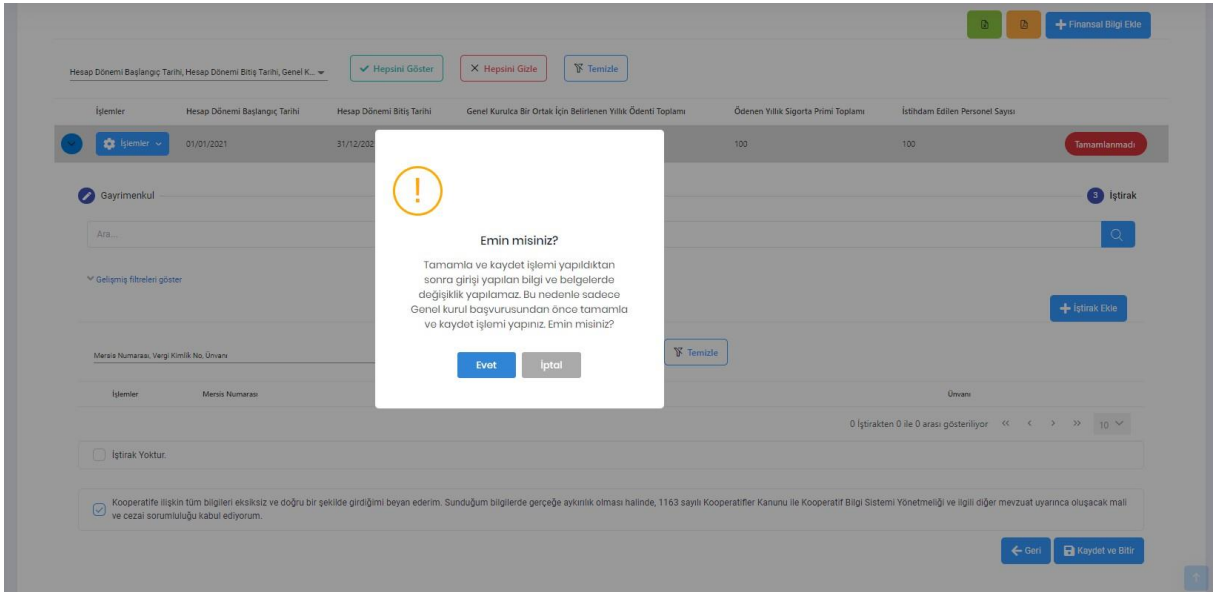 Finansal Bilgi Ekle
Hesap Dönemi Başlangıç Tarihi, Hesap Dönemi Bitiş Tarihi, Genel K...
Hepsini Göster
Hepsini Gizle
Temizle
İşlemler Hesap Dönemi Başlangıç Tarihi Hesap Dönemi Bitiş Tarihi Genel Kurulca Bir Ortak İçin Belirlenen Yıllık Ödenti Toplamı Ödenen Yıllık Sigorta Primi Toplamı İstihdam Edilen Personel Sayısı
İşlemler 01/01/2021 31/12/202 100 100 Tamamlanmadı
Gayrimenkul 3 İştirak
Ara...
Gelişmiş filtreleri göster
İştirak Ekle
Emin misiniz?
Tamamla ve kaydet işlemi yapıldıktan
sonra girişi yapılan bilgi ve belgelerde
değişiklik yapılamaz. Bu nedenle sadece
Genel kurul başvurusundan önce tamamla
ve kaydet işlemi yapınız. Emin misiniz?
Evet İptal
Mersis Numarası, Vergi Kimlik No, Ünvanı
Temizle
İşlemler Mersis Numarası Ünvanı
0 İştirakten 0 ile 0 arası gösteriliyor << < > >> 10
İştirak Yoktur.
Kooperatife ilişkin tüm bilgileri eksiksiz ve doğru bir şekilde girdiğimi beyan ederim. Sunduğum bilgilerde gerçeğe aykırılık olması halinde, 1163 sayılı Kooperatifler Kanunu ile Kooperatif Bilgi Sistemi Yönetmeliği ve ilgili diğer mevzuat uyarınca oluşacak mali
ve cezai sorumluluğu kabul ediyorum.
Geri Kaydet ve Bitir